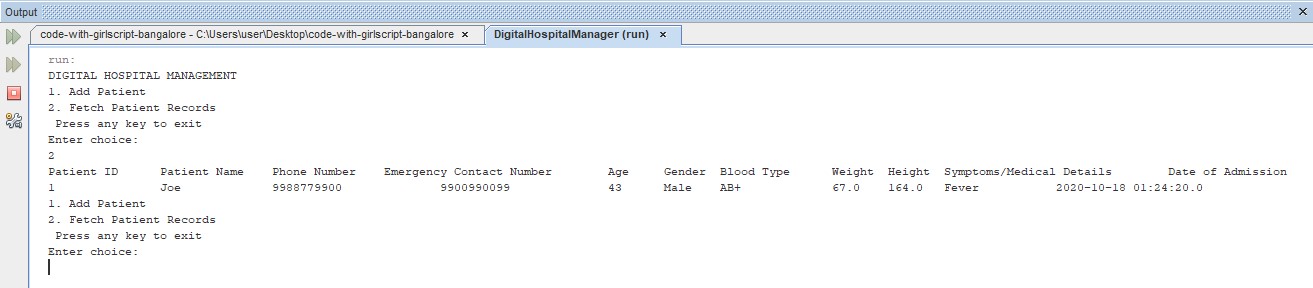 Output
code-with-girlscript-bangalore - C:\Users\user\Desktop\code-with-girlscript-bangalore × DigitalHospitalManager (run) ×
run:
DIGITAL HOSPITAL MANAGEMENT
1. Add Patient
2. Fetch Patient Records
Press any key to exit
Enter choice:
2
Patient ID Patient Name Phone Number Emergency Contact Number Age Gender Blood Type Weight Height Symptoms/Medical Details Date of Admission
1 Joe 9988779900 9900990099 43 Male AB+ 67.0 164.0 Fever 2020-10-18 01:24:20.0
1. Add Patient
2. Fetch Patient Records
Press any key to exit
Enter choice: